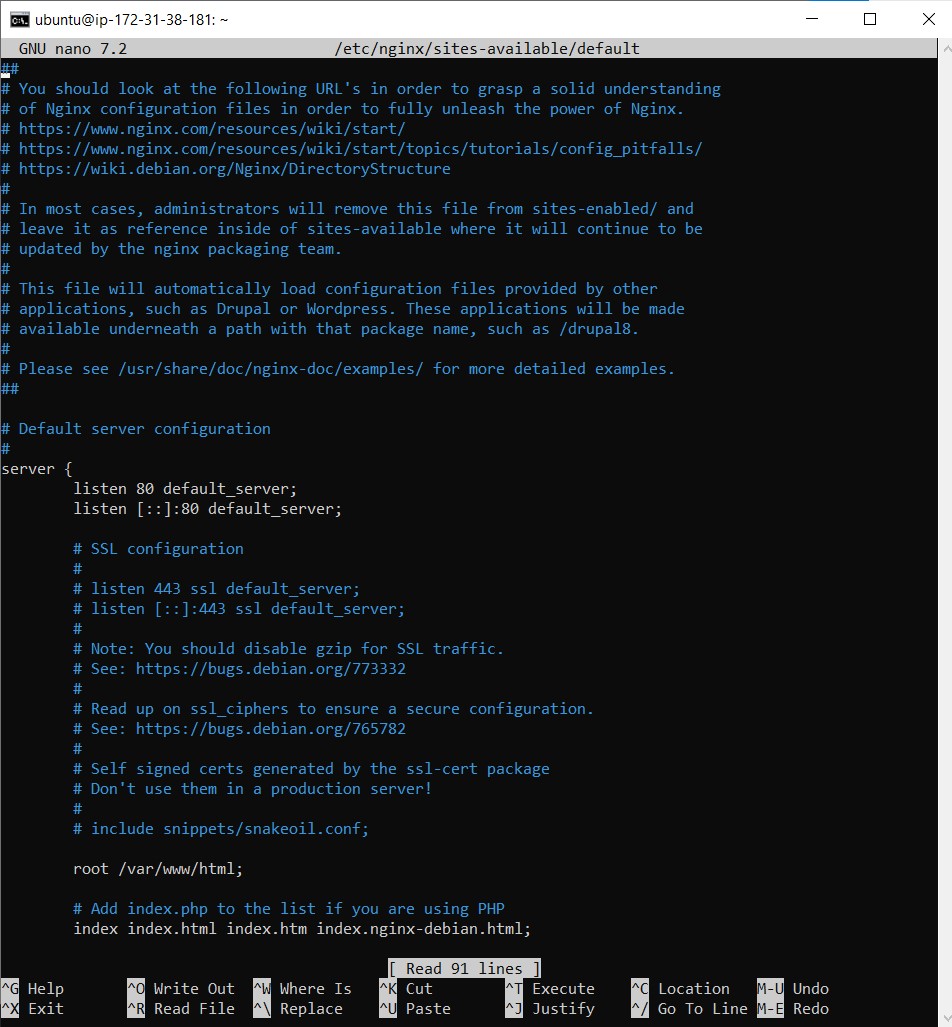 ubuntu@ip-172-31-38-181: ~
GNU nano 7.2 /etc/nginx/sites-available/default
##
# You should look at the following URL's in order to grasp a solid understanding
# of Nginx configuration files in order to fully unleash the power of Nginx.
# https://www.nginx.com/resources/wiki/start/
# https://www.nginx.com/resources/wiki/start/topics/tutorials/config_pitfalls/
# https://wiki.debian.org/Nginx/DirectoryStructure
#
# In most cases, administrators will remove this file from sites-enabled/ and
# leave it as reference inside of sites-available where it will continue to be
# updated by the nginx packaging team.
#
# This file will automatically load configuration files provided by other
# applications, such as Drupal or Wordpress. These applications will be made
# available underneath a path with that package name, such as /drupal8.
#
# Please see /usr/share/doc/nginx-doc/examples/ for more detailed examples.
##

# Default server configuration
#
server {
        listen 80 default_server;
        listen [::]:80 default_server;

        # SSL configuration
        #
        # listen 443 ssl default_server;
        # listen [::]:443 ssl default_server;
        #
        # Note: You should disable gzip for SSL traffic.
        # See: https://bugs.debian.org/773332
        #
        # Read up on ssl_ciphers to ensure a secure configuration.
        # See: https://bugs.debian.org/765782
        #
        # Self signed certs generated by the ssl-cert package
        # Don't use them in a production server!
        #
        # include snippets/snakeoil.conf;

        root /var/www/html;

        # Add index.php to the list if you are using PHP
        index index.html index.htm index.nginx-debian.html;

[ Read 91 lines ]
^G Help ^O Write Out ^W Where Is ^K Cut ^T Execute ^C Location M-U Undo
^X Exit ^R Read File ^\ Replace ^U Paste ^J Justify ^/ Go To Line M-E Redo